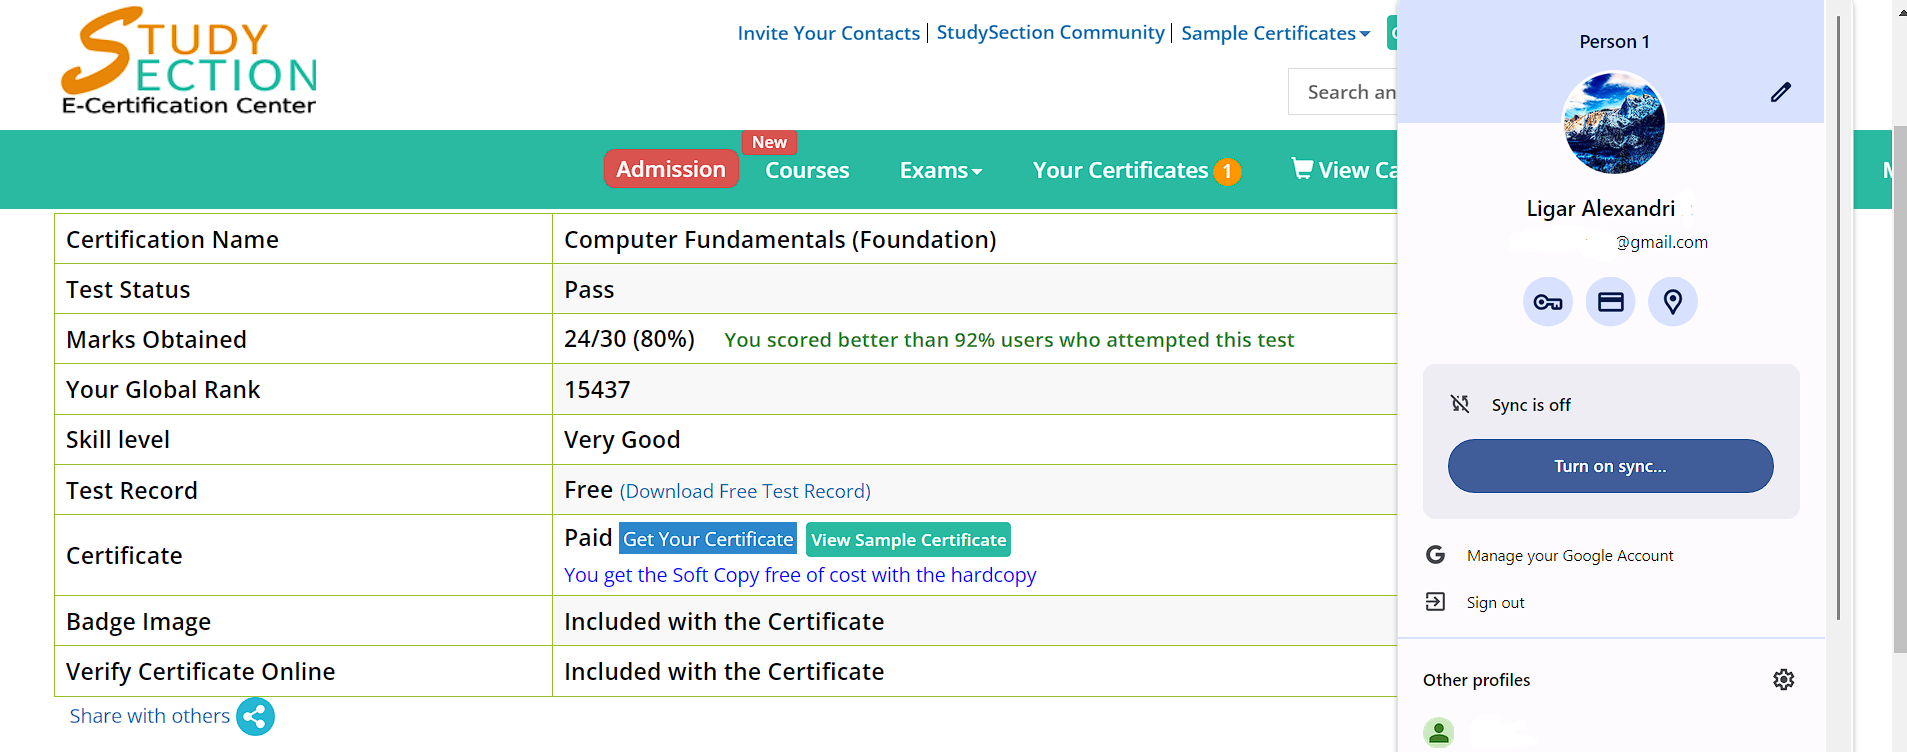 STUDY
SECTION
E-Certification Center
Invite Your Contacts | StudySection Community | Sample Certificates
Search an
Admission
New
Courses
Exams
Your Certificates 1
View Ca
Certification Name
Computer Fundamentals (Foundation)
Test Status
Pass
Marks Obtained
24/30 (80%) You scored better than 92% users who attempted this test
Your Global Rank
15437
Skill level
Very Good
Test Record
Free (Download Free Test Record)
Certificate
Paid Get Your Certificate View Sample Certificate
You get the Soft Copy free of cost with the hardcopy
Badge Image
Included with the Certificate
Verify Certificate Online
Included with the Certificate
Share with others
Person 1
Ligar Alexandri
@gmail.com
Sync is off
Turn on sync...
Manage your Google Account
Sign out
Other profiles